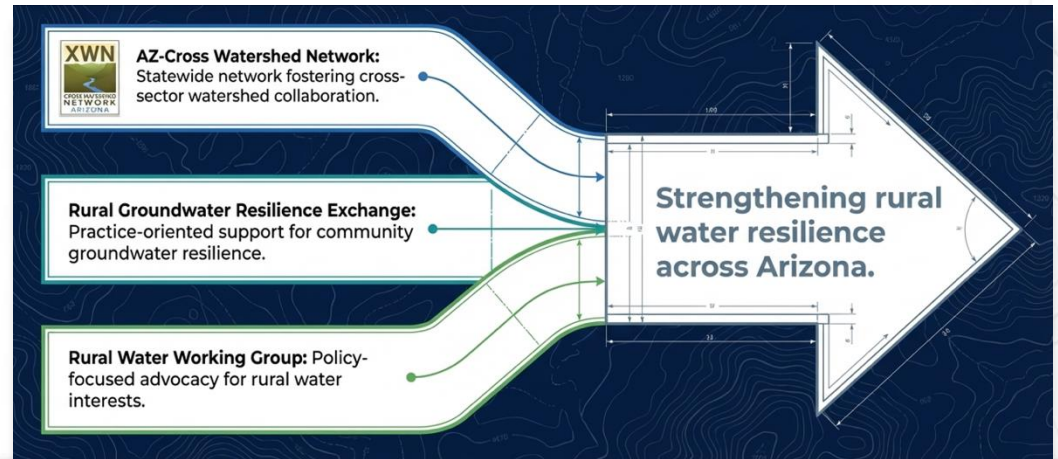 XWN
NETWORK
ARIZONA
AZ-Cross Watershed Network:
Statewide network fostering cross-
sector watershed collaboration.
Rural Groundwater Resilience Exchange:
Practice-oriented support for community
groundwater resilience.
Rural Water Working Group: Policy-
focused advocacy for rural water
interests.
Strengthening rural
water resilience
across Arizona.